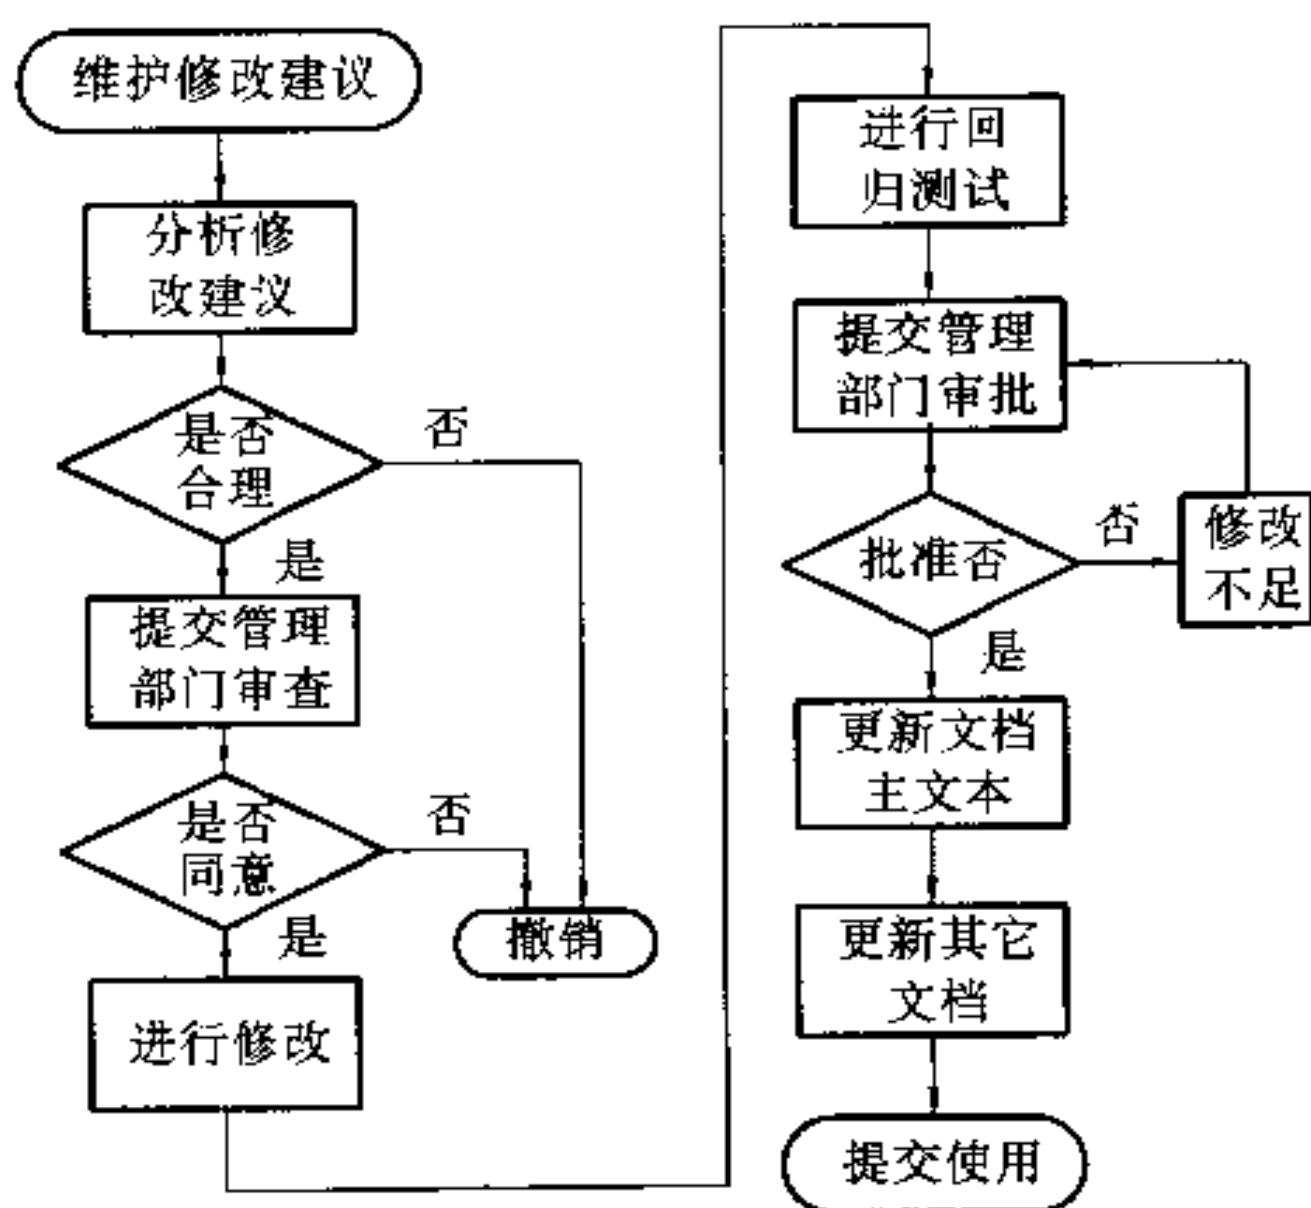 维护修改建议
分析修
改建议
是否
合理
否
是
提交管理
部门审查
是否
同意
否
撤销
是
进行修改
进行回
归测试
提交管理
部门审批
批准否
否
修改
不足
是
更新文档
主文本
更新其它
文档
提交使用